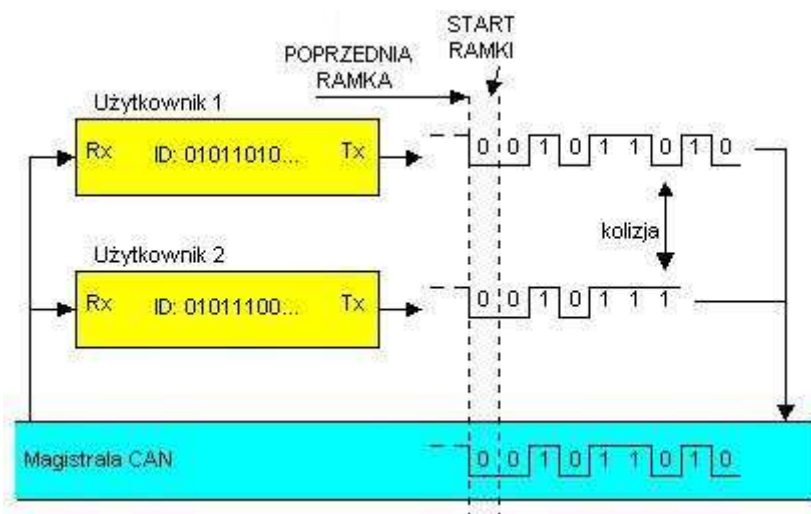 START
RAMKI
POPRZEDNIA
RAMKA
Użytkownik 1
Rx ID: 01011010... Tx
0 0 1 0 1 1 0 1 0
kolizja
Użytkownik 2
Rx ID: 01011100... Tx
0 0 1 0 1 1 1
Magistrala CAN
0 0 1 0 1 1 0 1 0